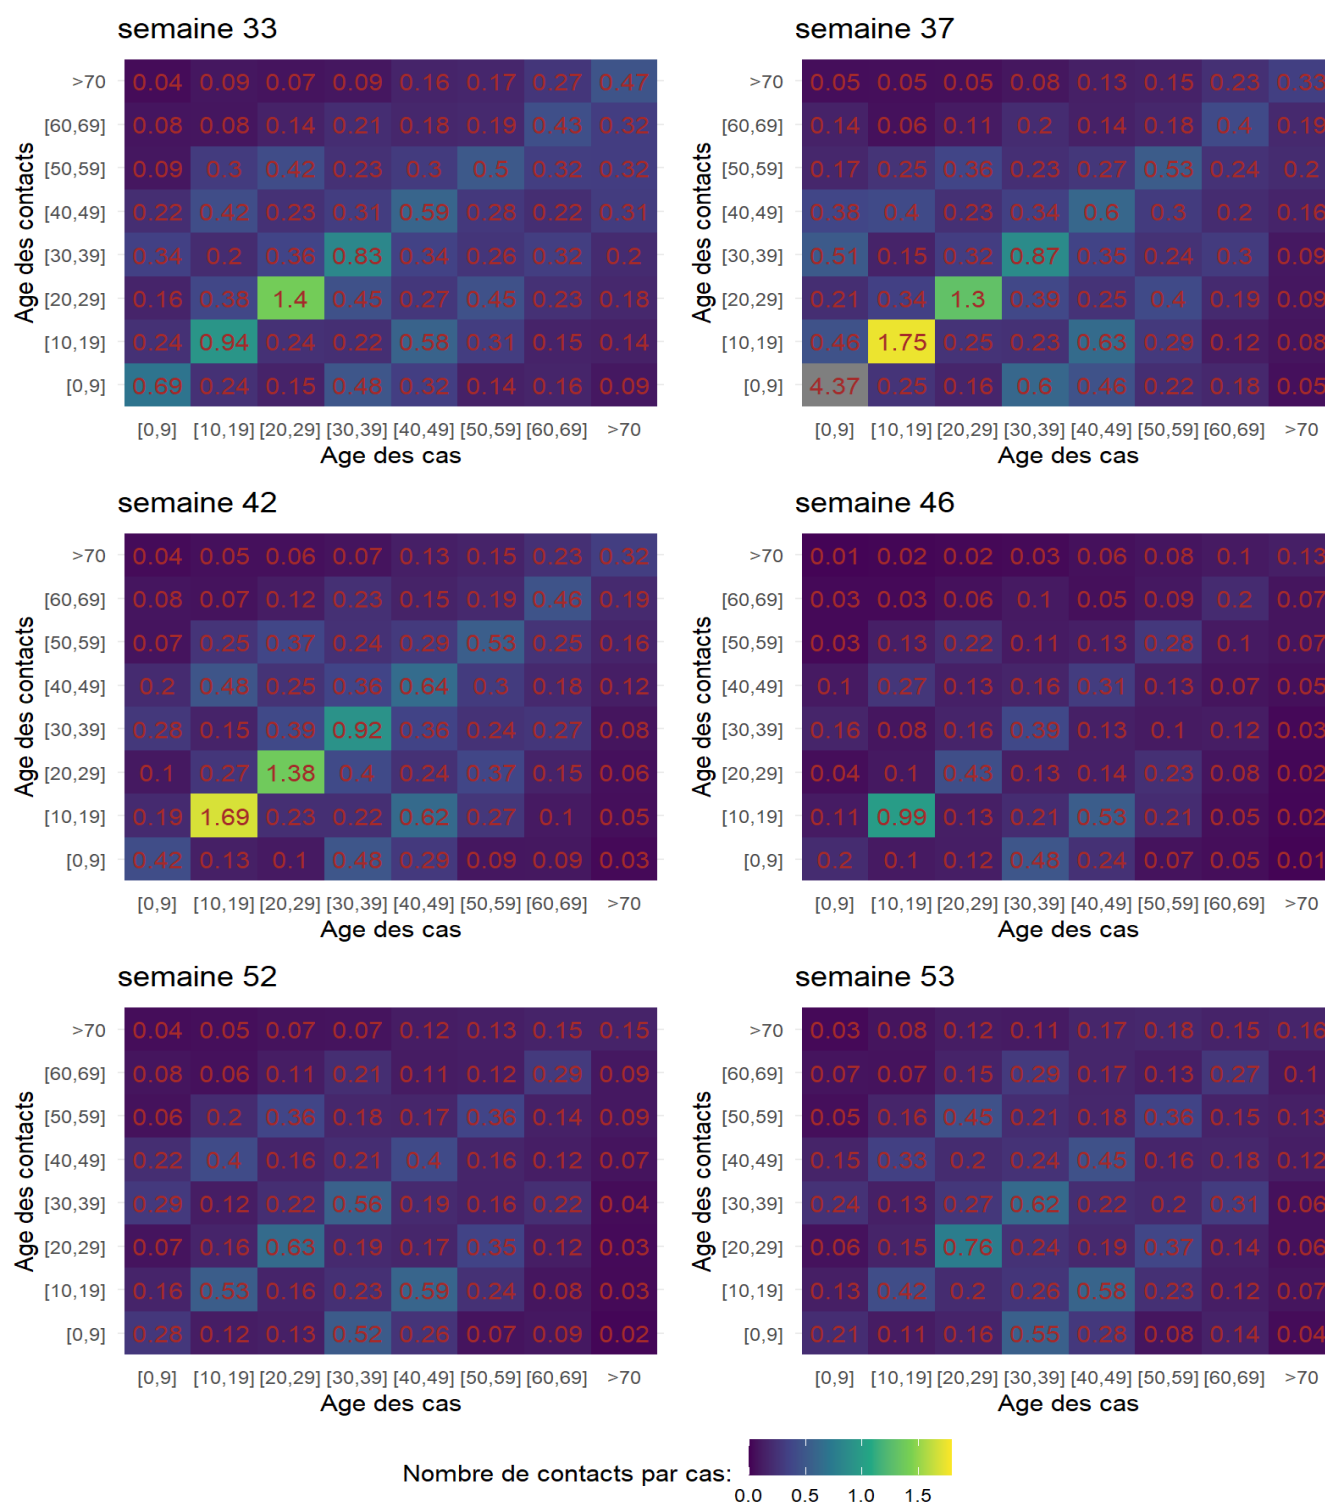 semaine 33
>70 0.04 0.09 0.07 0.09 0.16 0.17 0.27 0.47
[60,69] 0.08 0.08 0.14 0.21 0.18 0.19 0.43 0.32
[50,59] 0.09 0.3 0.42 0.23 0.3 0.5 0.32 0.32
[40,49] 0.22 0.42 0.23 0.31 0.59 0.28 0.22 0.31
[30,39] 0.34 0.2 0.36 0.83 0.34 0.26 0.32 0.2
[20,29] 0.16 0.38 1.4 0.45 0.27 0.45 0.23 0.18
[10,19] 0.24 0.94 0.24 0.22 0.58 0.31 0.15 0.14
[0,9] 0.69 0.24 0.15 0.48 0.32 0.14 0.16 0.09
[0,9] [10,19] [20,29] [30,39] [40,49] [50,59] [60,69] >70
Age des cas
Age des contacts
semaine 37
>70 0.05 0.05 0.05 0.08 0.13 0.15 0.23 0.33
[60,69] 0.14 0.06 0.11 0.2 0.14 0.18 0.4 0.19
[50,59] 0.17 0.25 0.36 0.23 0.27 0.53 0.24 0.2
[40,49] 0.38 0.4 0.23 0.34 0.6 0.3 0.2 0.16
[30,39] 0.51 0.15 0.32 0.87 0.35 0.24 0.3 0.09
[20,29] 0.21 0.34 1.3 0.39 0.25 0.4 0.19 0.09
[10,19] 0.46 1.75 0.25 0.23 0.63 0.29 0.12 0.08
[0,9] 4.37 0.25 0.16 0.6 0.46 0.22 0.18 0.05
[0,9] [10,19] [20,29] [30,39] [40,49] [50,59] [60,69] >70
Age des cas
Age des contacts
semaine 42
>70 0.04 0.05 0.06 0.07 0.13 0.15 0.23 0.32
[60,69] 0.08 0.07 0.12 0.23 0.15 0.19 0.46 0.19
[50,59] 0.07 0.25 0.37 0.24 0.29 0.53 0.25 0.16
[40,49] 0.2 0.48 0.25 0.36 0.64 0.3 0.18 0.12
[30,39] 0.28 0.15 0.39 0.92 0.36 0.24 0.27 0.08
[20,29] 0.1 0.27 1.38 0.4 0.24 0.37 0.15 0.06
[10,19] 0.19 1.69 0.23 0.22 0.62 0.27 0.1 0.05
[0,9] 0.42 0.13 0.1 0.48 0.29 0.09 0.09 0.03
[0,9] [10,19] [20,29] [30,39] [40,49] [50,59] [60,69] >70
Age des cas
Age des contacts
semaine 46
>70 0.01 0.02 0.02 0.03 0.06 0.08 0.1 0.13
[60,69] 0.03 0.03 0.06 0.1 0.05 0.09 0.2 0.07
[50,59] 0.03 0.13 0.22 0.11 0.13 0.28 0.1 0.07
[40,49] 0.1 0.27 0.13 0.16 0.31 0.13 0.07 0.05
[30,39] 0.16 0.08 0.16 0.39 0.13 0.1 0.12 0.03
[20,29] 0.04 0.1 0.43 0.13 0.14 0.23 0.08 0.02
[10,19] 0.11 0.99 0.13 0.21 0.53 0.21 0.05 0.02
[0,9] 0.2 0.1 0.12 0.48 0.24 0.07 0.05 0.01
[0,9] [10,19] [20,29] [30,39] [40,49] [50,59] [60,69] >70
Age des cas
Age des contacts
semaine 52
>70 0.04 0.05 0.07 0.07 0.12 0.13 0.15 0.15
[60,69] 0.08 0.06 0.11 0.21 0.11 0.12 0.29 0.09
[50,59] 0.06 0.2 0.36 0.18 0.17 0.36 0.14 0.09
[40,49] 0.22 0.4 0.16 0.21 0.4 0.16 0.12 0.07
[30,39] 0.29 0.12 0.22 0.56 0.19 0.16 0.22 0.04
[20,29] 0.07 0.16 0.63 0.19 0.17 0.35 0.12 0.03
[10,19] 0.16 0.53 0.16 0.23 0.59 0.24 0.08 0.03
[0,9] 0.28 0.12 0.13 0.52 0.26 0.07 0.09 0.02
[0,9] [10,19] [20,29] [30,39] [40,49] [50,59] [60,69] >70
Age des cas
Age des contacts
semaine 53
>70 0.03 0.08 0.12 0.11 0.17 0.18 0.15 0.16
[60,69] 0.07 0.07 0.15 0.29 0.17 0.13 0.27 0.1
[50,59] 0.05 0.16 0.45 0.21 0.18 0.36 0.15 0.13
[40,49] 0.15 0.33 0.2 0.24 0.45 0.16 0.18 0.12
[30,39] 0.24 0.13 0.27 0.62 0.22 0.2 0.31 0.06
[20,29] 0.06 0.15 0.76 0.24 0.19 0.37 0.14 0.06
[10,19] 0.13 0.42 0.2 0.26 0.58 0.23 0.12 0.07
[0,9] 0.21 0.11 0.16 0.55 0.28 0.08 0.14 0.04
[0,9] [10,19] [20,29] [30,39] [40,49] [50,59] [60,69] >70
Age des cas
Age des contacts
Nombre de contacts par cas:
0.0 0.5 1.0 1.5